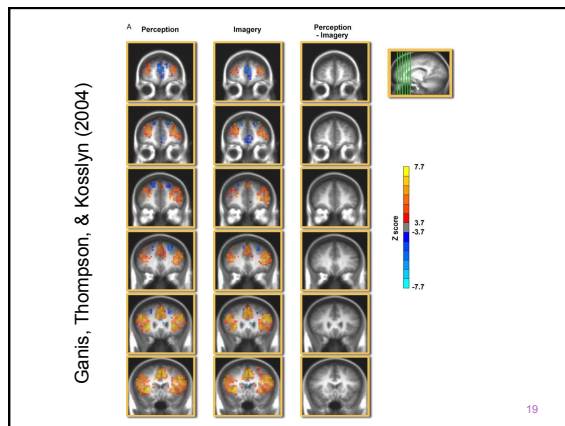 Ganis, Thompson, & Kosslyn (2004)
A
Perception
Imagery
Perception
- Imagery
7.7
3.7
-3.7
-7.7
Z score
19